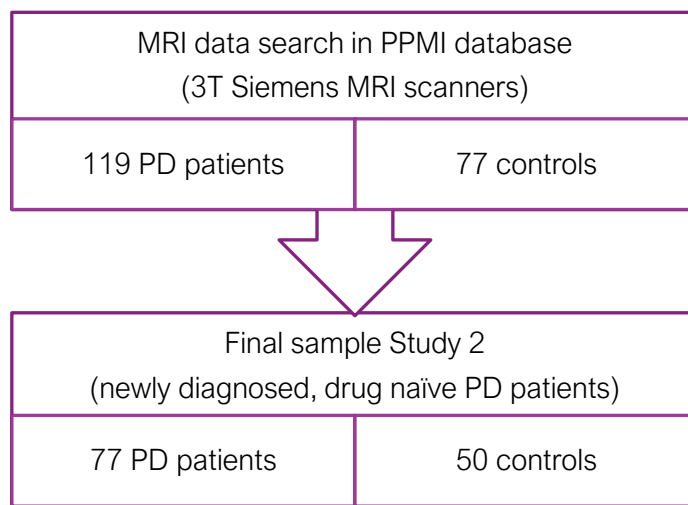 MRI data search in PPMI database
(3T Siemens MRI scanners)
119 PD patients
77 controls
Final sample Study 2
(newly diagnosed, drug naïve PD patients)
77 PD patients
50 controls